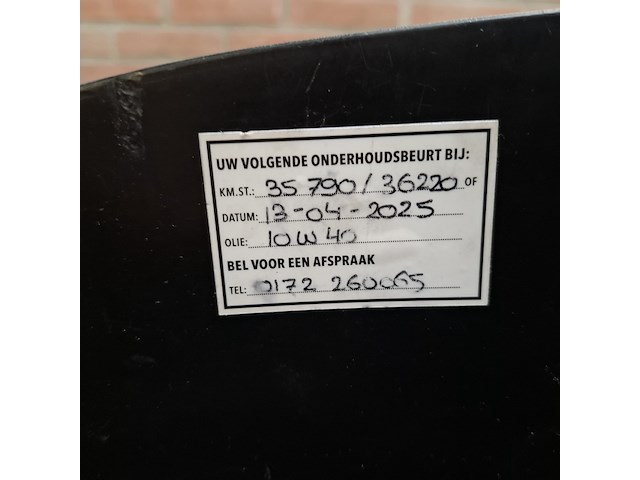 UW VOLGENDE ONDERHOUDSBEURT BIJ:
KM.ST.: 35 790 / 36220 OF
DATUM: 13-04-2025
OLIE: 10W40
BEL VOOR EEN AFSPRAAK
TEL: 0172 260065